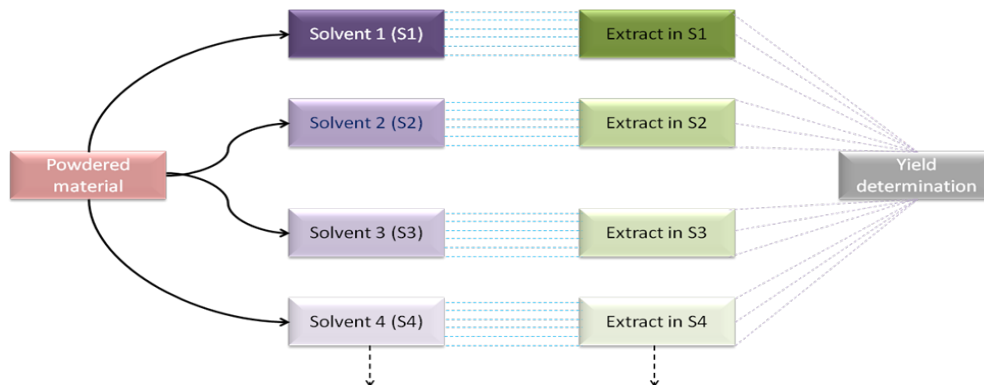 Solvent 1 (S1)
Extract in S1
Solvent 2 (S2)
Extract in S2
Powdered
material
Yield
determination
Solvent 3 (S3)
Extract in S3
Solvent 4 (S4)
Extract in S4